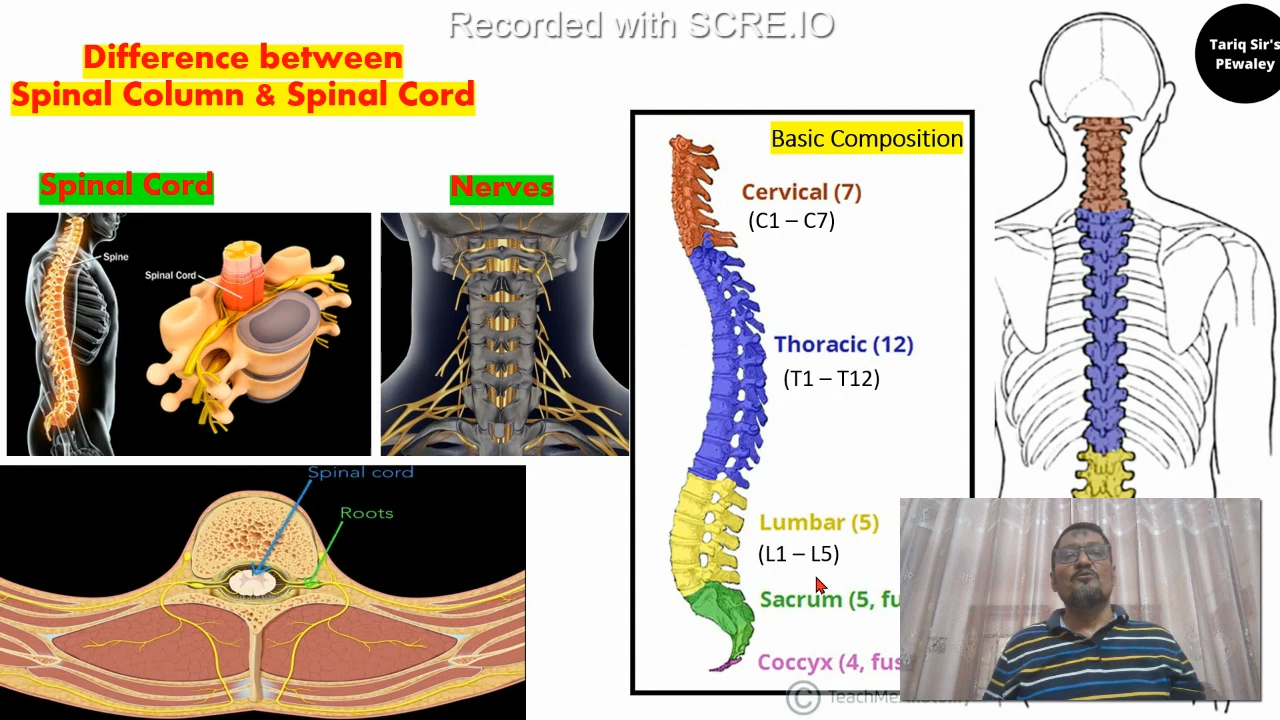 Recorded with SCRE.IO
Tariq Sir's
PEwaley
Difference between
Spinal Column & Spinal Cord
Spinal Cord
Nerves
Spine
Spinal Cord
Spinal cord
Roots
Basic Composition
Cervical (7)
(C1 – C7)
Thoracic (12)
(T1 – T12)
Lumbar (5)
(L1 – L5)
Sacrum (5, fu
Coccyx (4, fus